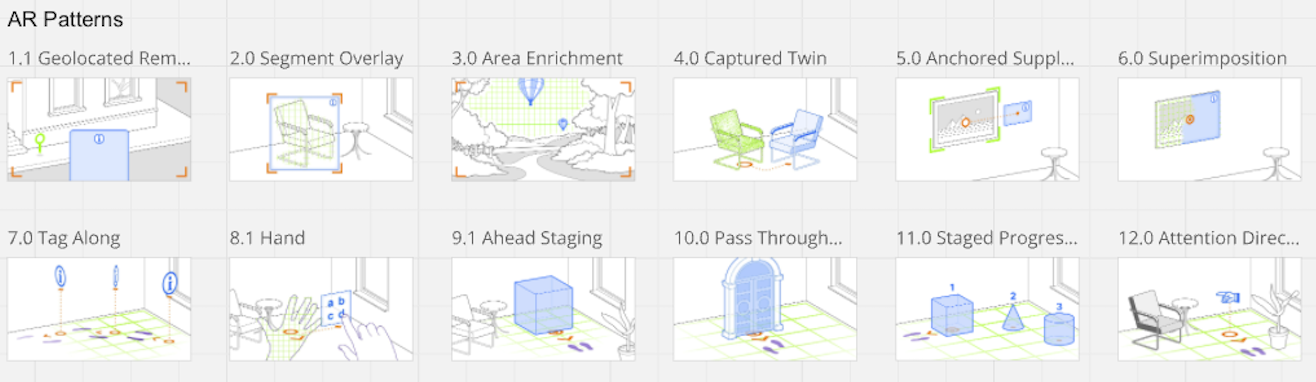 AR Patterns
1.1 Geolocated Rem...
2.0 Segment Overlay
3.0 Area Enrichment
4.0 Captured Twin
5.0 Anchored Suppl...
6.0 Superimposition
i
i
i
i
7.0 Tag Along
8.1 Hand
9.1 Ahead Staging
10.0 Pass Through...
11.0 Staged Progres...
12.0 Attention Direc...
i
i
i
a b
c d
1
2
3